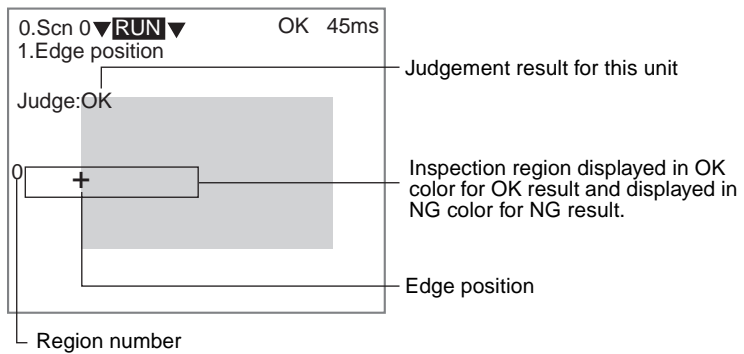 0.Scn 0▼RUN▼ OK 45ms
1.Edge position
Judgement result for this unit
Judge:OK
0
Inspection region displayed in OK
color for OK result and displayed in
NG color for NG result.
Edge position
Region number